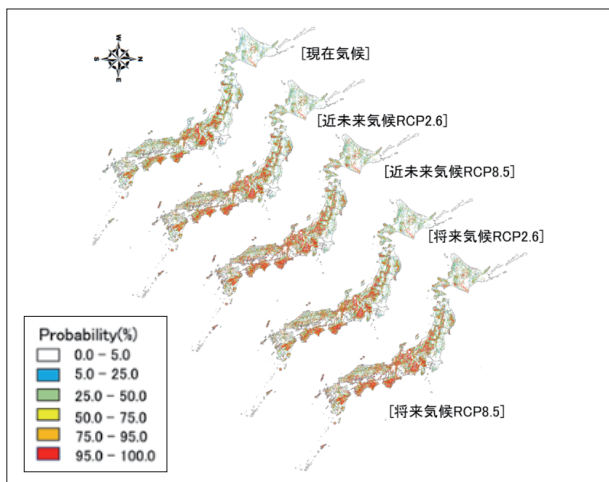 W
N
S
E
[現在気候]
[近未来気候RCP2.6]
[近未来気候RCP8.5]
[将来気候RCP2.6]
[将来気候RCP8.5]
Probability(%)
0.0 - 5.0
5.0 - 25.0
25.0 - 50.0
50.0 - 75.0
75.0 - 95.0
95.0 - 100.0